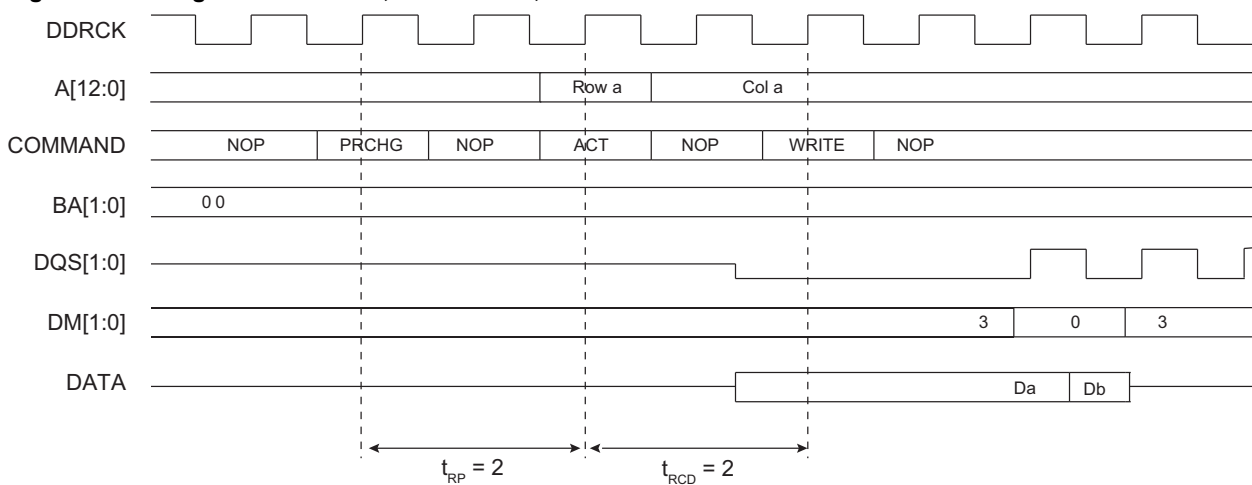 DDRCK
A[12:0] Row a Col a
COMMAND NOP PRCHG NOP ACT NOP WRITE NOP
BA[1:0] 0 0
DQS[1:0]
DM[1:0] 3 0 3
DATA Da Db
tRP = 2 tRCD = 2